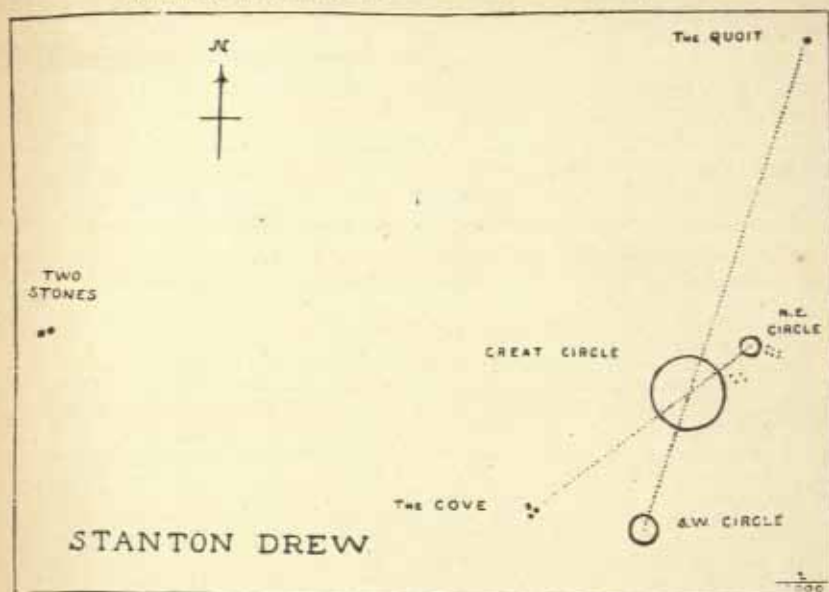 N
THE QUOIT
TWO
STONES
N.E.
CIRCLE
GREAT CIRCLE
THE COVE
S.W. CIRCLE
STANTON DREW